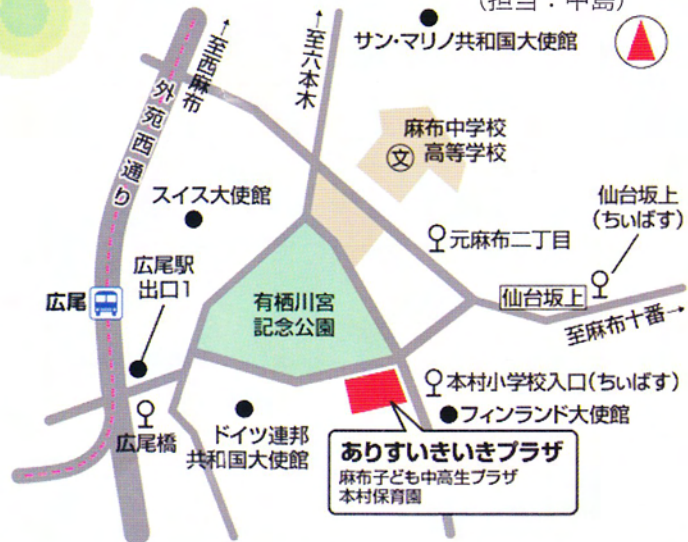 (担当：中島)
サン・マリノ共和国大使館
←至西麻布
←至六本木
外苑西通り
麻布中学校
高等学校
文
スイス大使館
仙台坂上
(ちぃばす)
元麻布二丁目
広尾駅
出口1
広尾
有栖川宮
記念公園
仙台坂上
至麻布十番→
本村小学校入口(ちぃばす)
フィンランド大使館
広尾橋
ドイツ連邦
共和国大使館
ありすいきいきプラザ
麻布子ども中高生プラザ
本村保育園